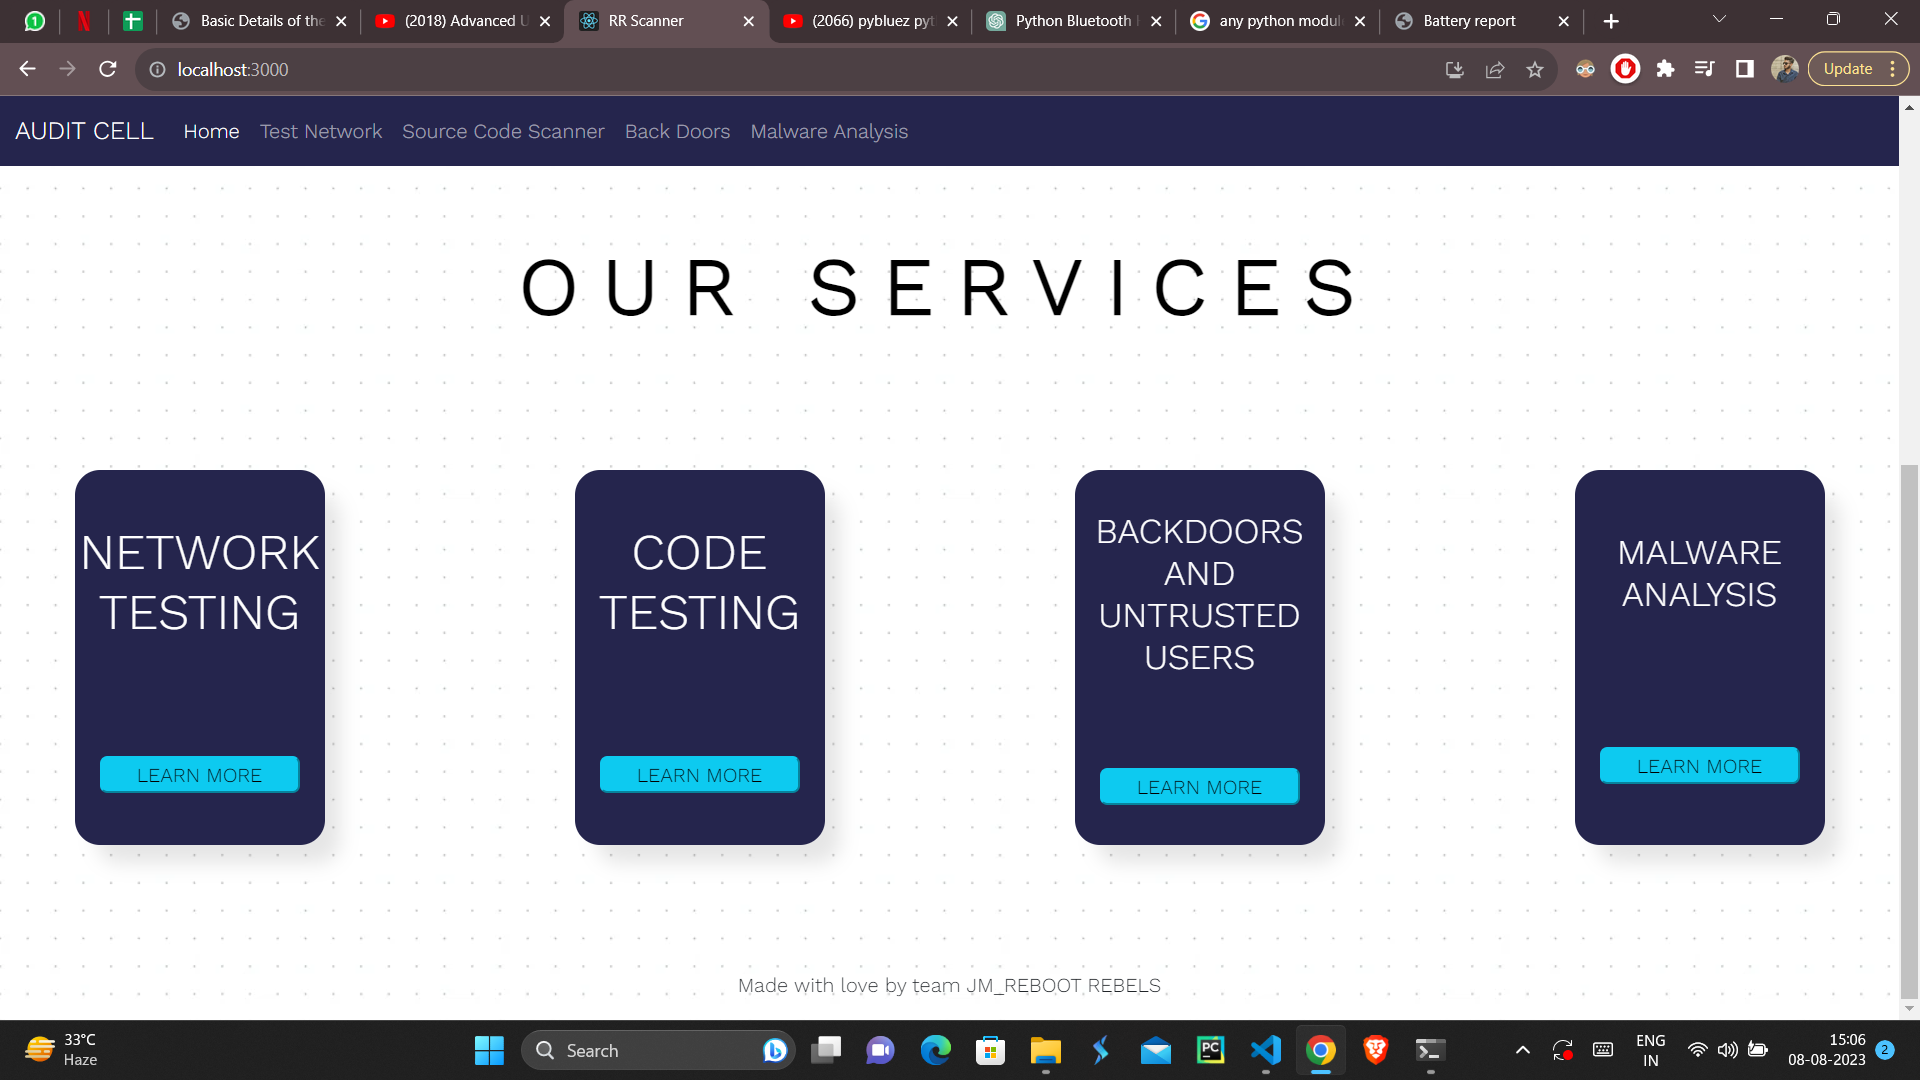 Basic Details of the
(2018) Advanced U
RR Scanner
(2066) pybluez pyt
Python Bluetooth
any python modul
Battery report
localhost:3000
Update
AUDIT CELL Home Test Network Source Code Scanner Back Doors Malware Analysis
OUR SERVICES
NETWORK
TESTING
LEARN MORE
CODE
TESTING
LEARN MORE
BACKDOORS
AND
UNTRUSTED
USERS
LEARN MORE
MALWARE
ANALYSIS
LEARN MORE
Made with love by team JM_REBOOT REBELS
33°C
Haze
Search
PC
ENG
IN
15:06
08-08-2023
2